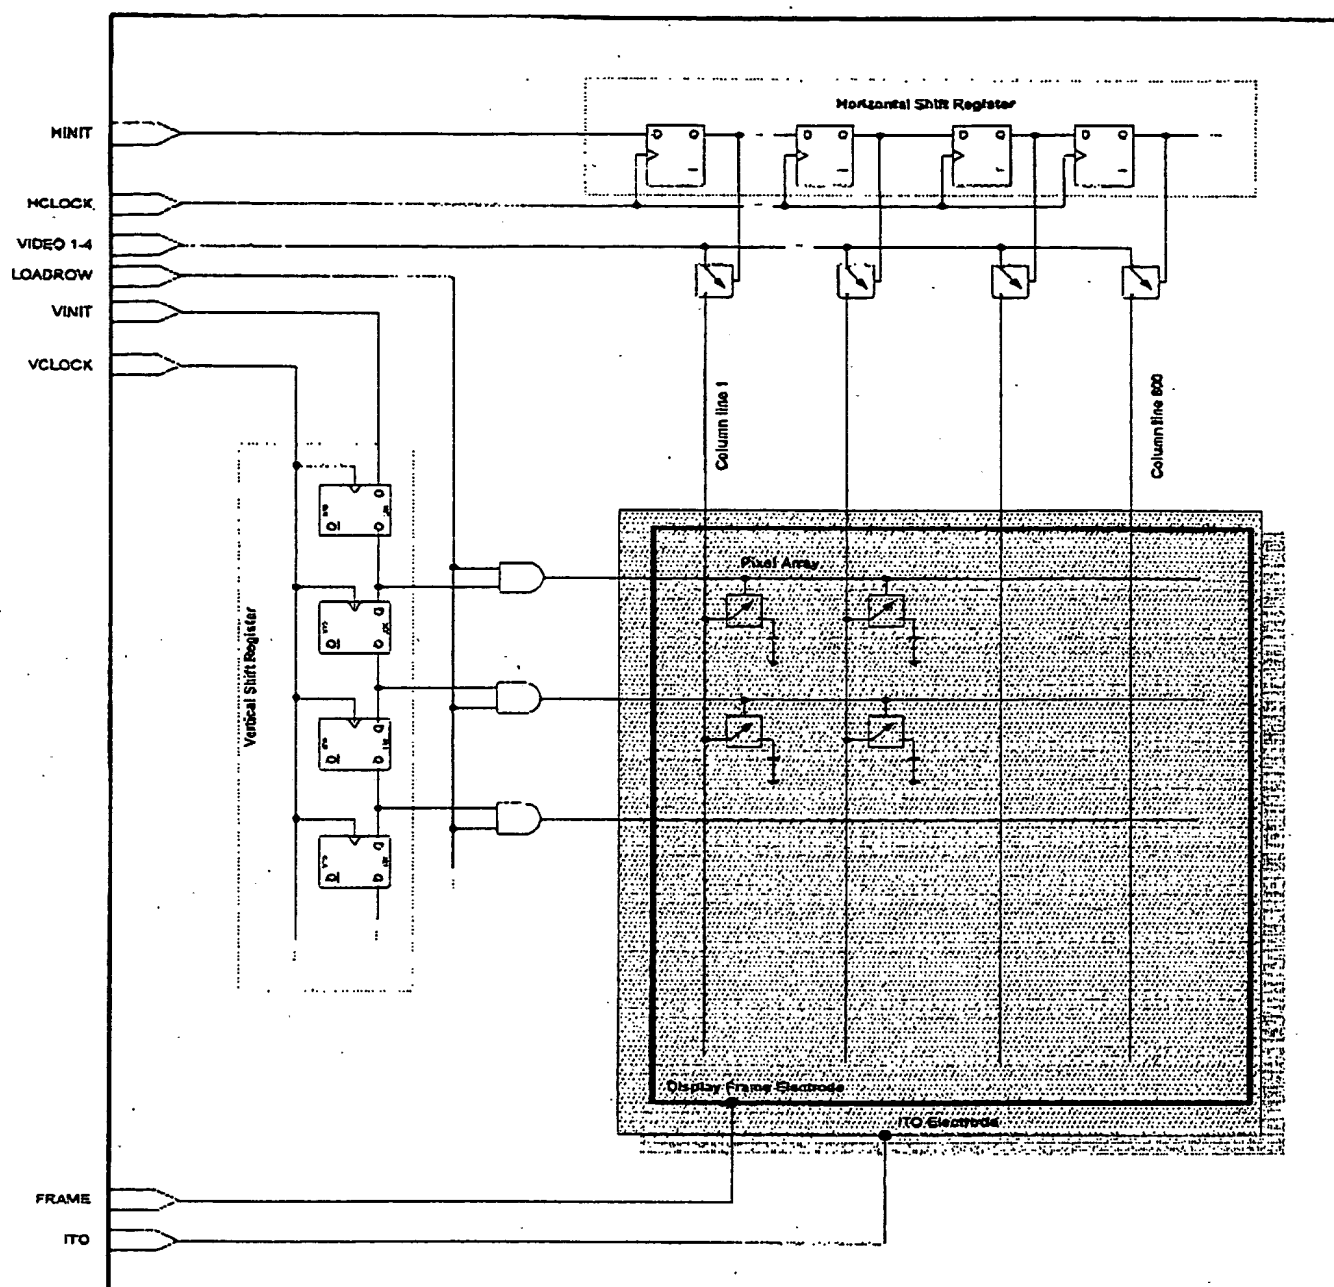 Horizontal Shift Register
HINIT
HCLOCK
VIDEO 1-4
LOADROW
VINIT
VCLOCK
Column line 1
Column line 600
Vertical Shift Register
Pixel Array
Display Frame Electrode
ITO Electrode
FRAME
ITO